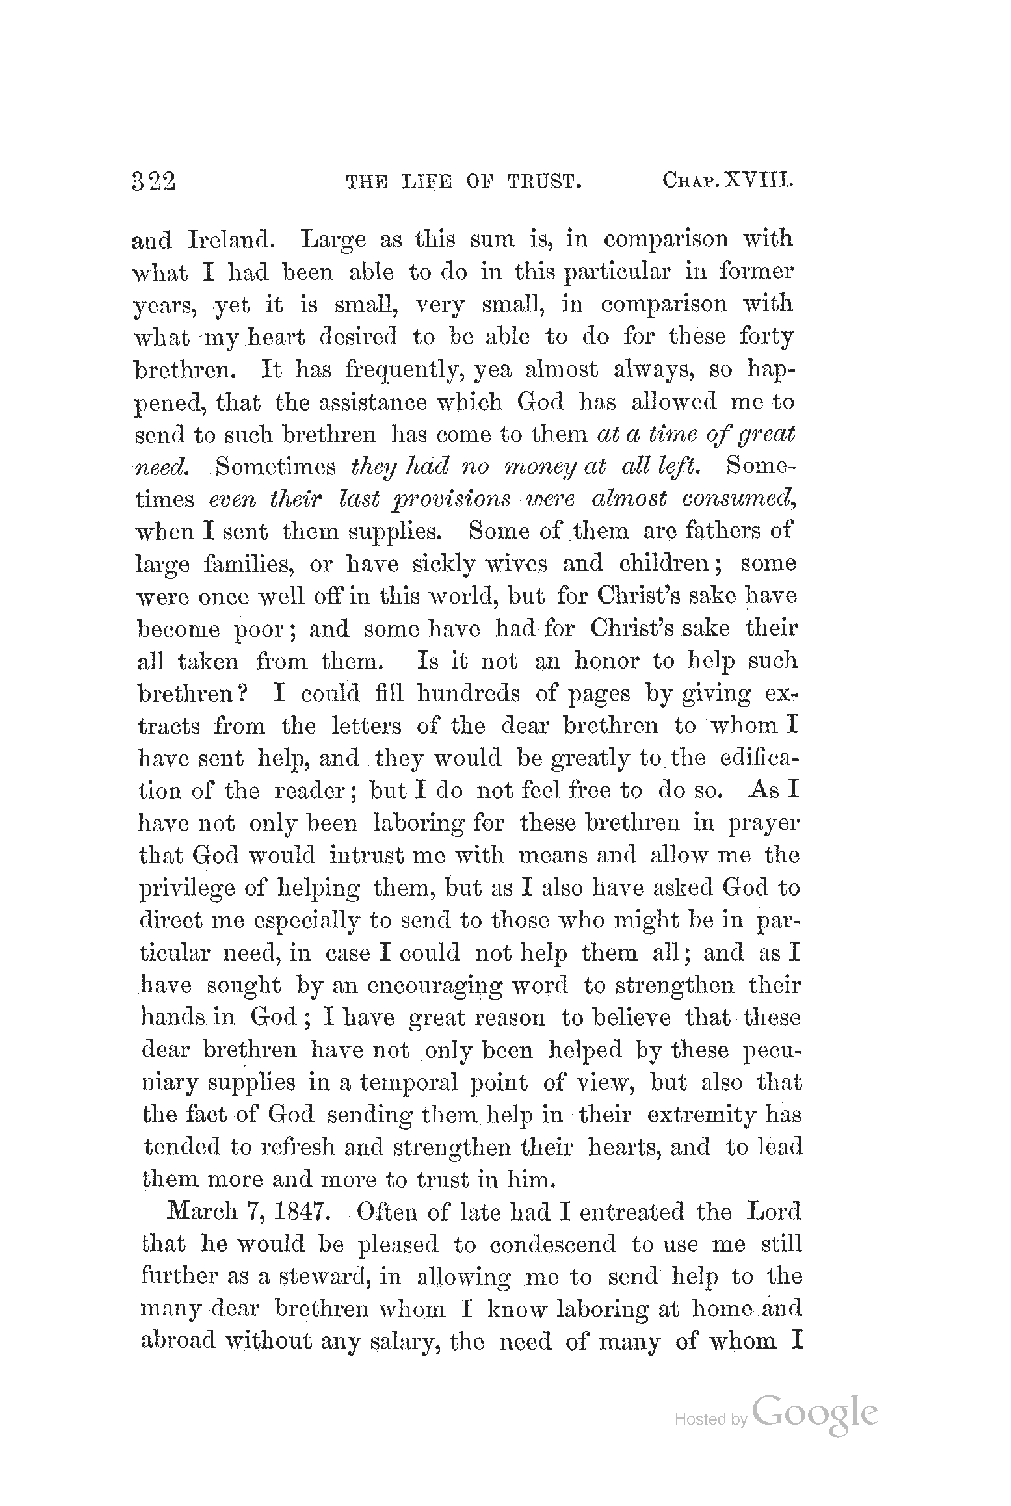 322 THE LIFE OF TRUST. CHAP. XVIII.
and Ireland. Large as this sum is, in comparison with
what I had been able to do in this particular in former
years, yet it is small, very small, in comparison with
what my heart desired to be able to do for these forty
brethren. It has frequently, yea almost always, so hap-
pened, that the assistance which God has allowed me to
send to such brethren has come to them at a time of great
need. Sometimes they had no money at all left. Some-
times even their last provisions were almost consumed,
when I sent them supplies. Some of them are fathers of
large families, or have sickly wives and children; some
were once well off in this world, but for Christ's sake have
become poor; and some have had for Christ's sake their
all taken from them. Is it not an honor to help such
brethren? I could fill hundreds of pages by giving ex-
tracts from the letters of the dear brethren to whom I
have sent help, and they would be greatly to the edifica-
tion of the reader; but I do not feel free to do so. As I
have not only been laboring for these brethren in prayer
that God would intrust me with means and allow me the
privilege of helping them, but as I also have asked God to
direct me especially to send to those who might be in par-
ticular need, in case I could not help them all; and as I
have sought by an encouraging word to strengthen their
hands in God; I have great reason to believe that these
dear brethren have not only been helped by these pecu-
niary supplies in a temporal point of view, but also that
the fact of God sending them help in their extremity has
tended to refresh and strengthen their hearts, and to lead
them more and more to trust in him.
March 7, 1847. Often of late had I entreated the Lord
that he would be pleased to condescend to use me still
further as a steward, in allowing me to send help to the
many dear brethren whom I know laboring at home and
abroad without any salary, the need of many of whom I
Hosted by Google